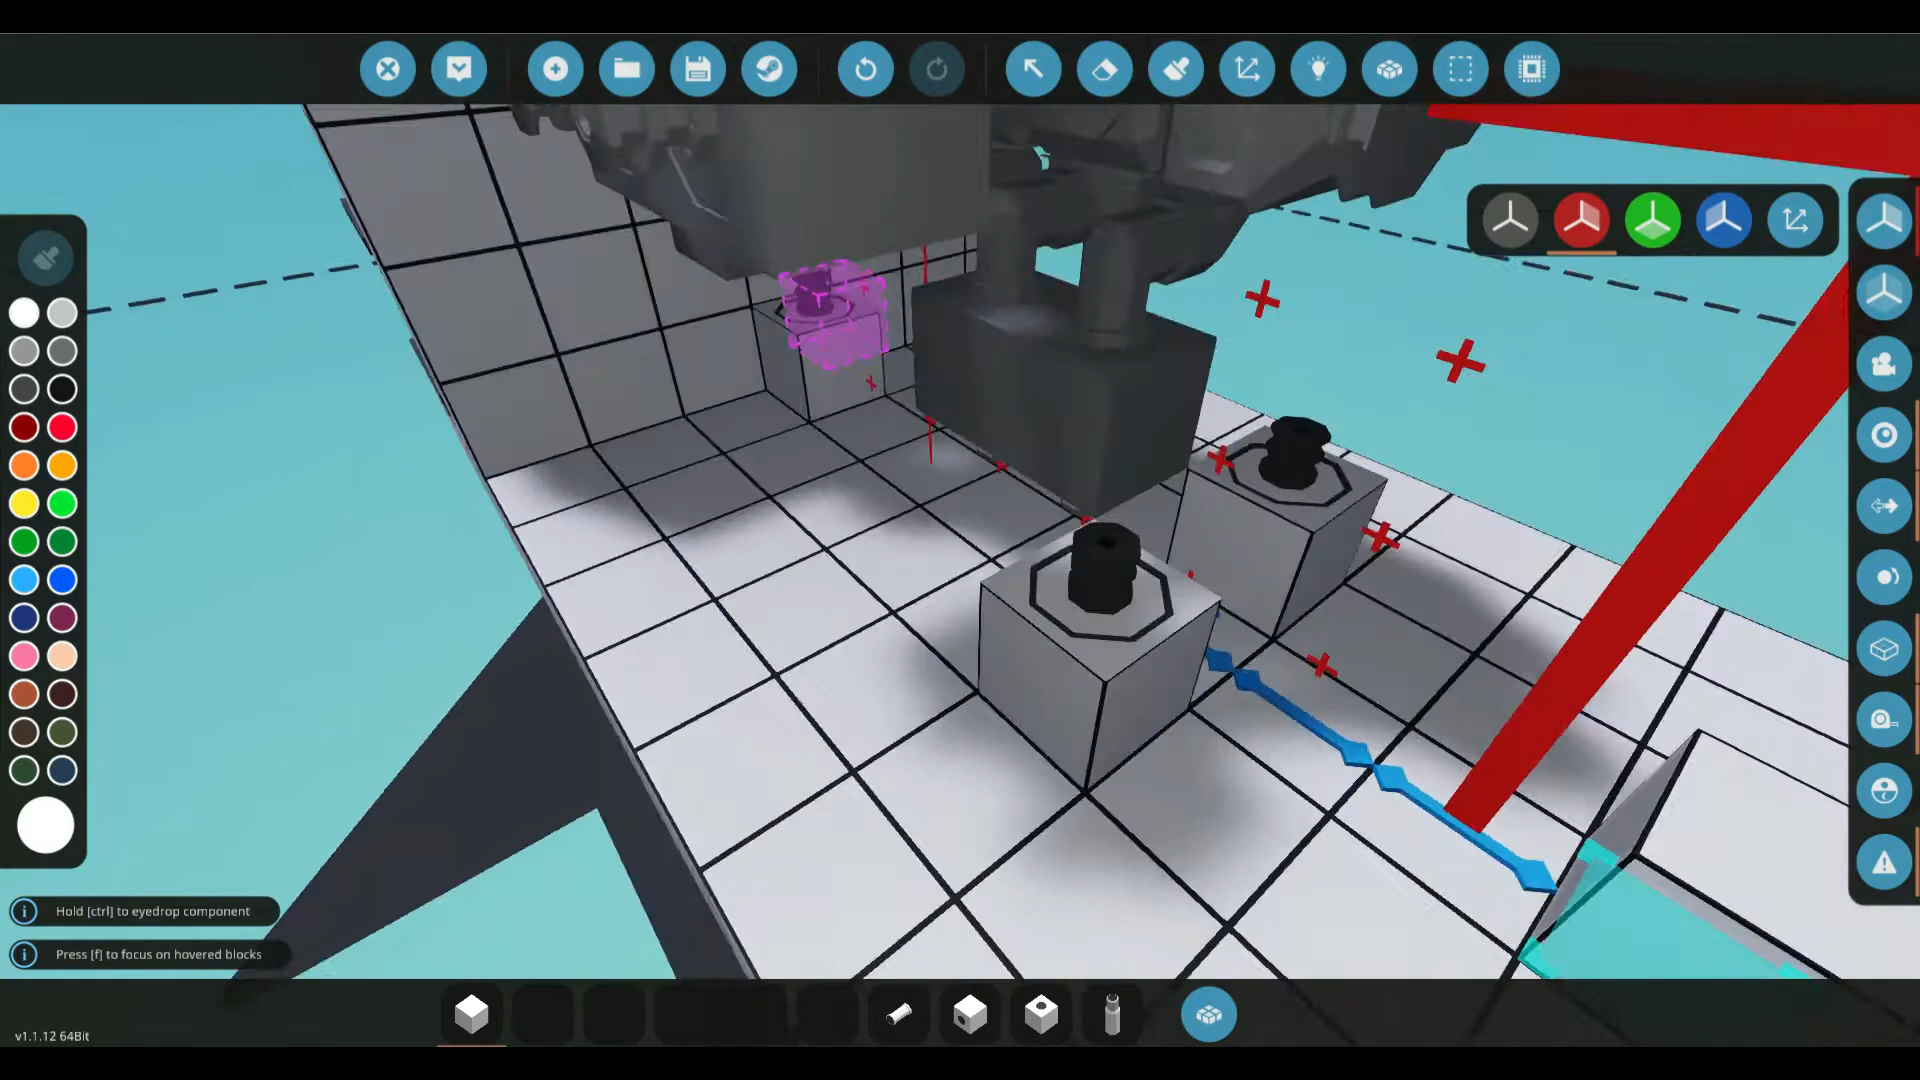 Hold [ctrl] to eyedrop component
Press [f] to focus on hovered blocks
v1.1.12 64Bit